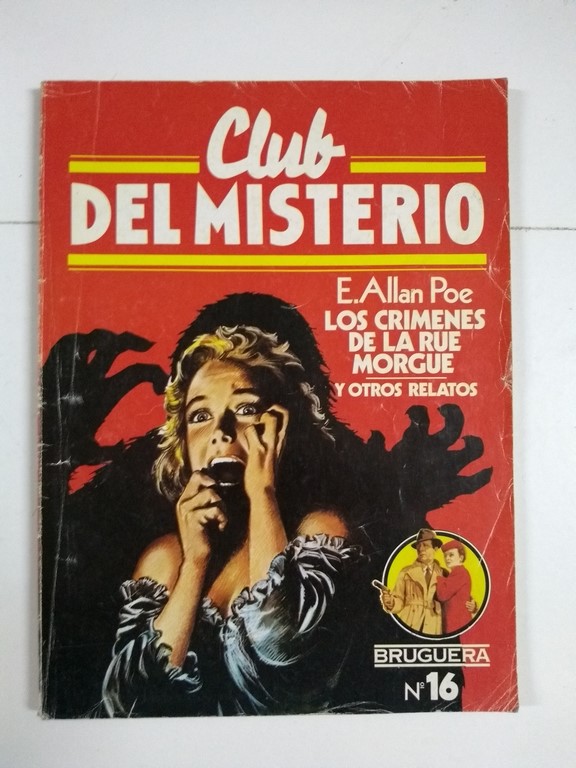 Club
DEL MISTERIO
E. Allan Poe
LOS CRIMENES
DE LA RUE
MORGUE
Y OTROS RELATOS
BRUGUERA
Nº 16